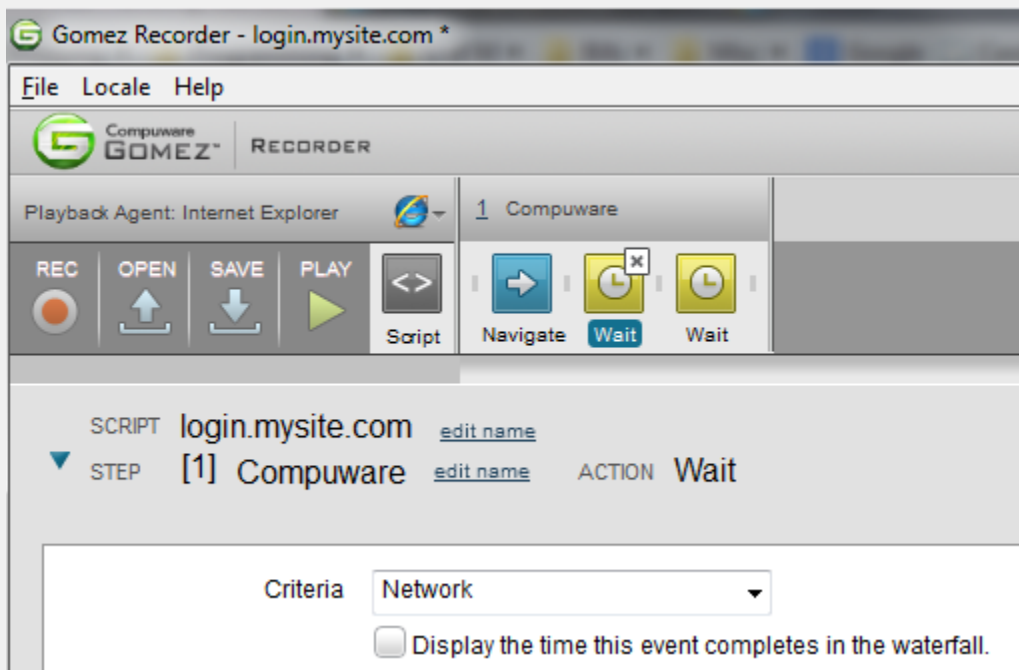 Gomez Recorder - login.mysite.com *
File Locale Help
Compuware
GOMEZ™ RECORDER
Playback Agent: Internet Explorer 1 Compuware
REC OPEN SAVE PLAY
Script Navigate Wait Wait
SCRIPT login.mysite.com edit name
STEP [1] Compuware edit name ACTION Wait
Criteria Network
Display the time this event completes in the waterfall.